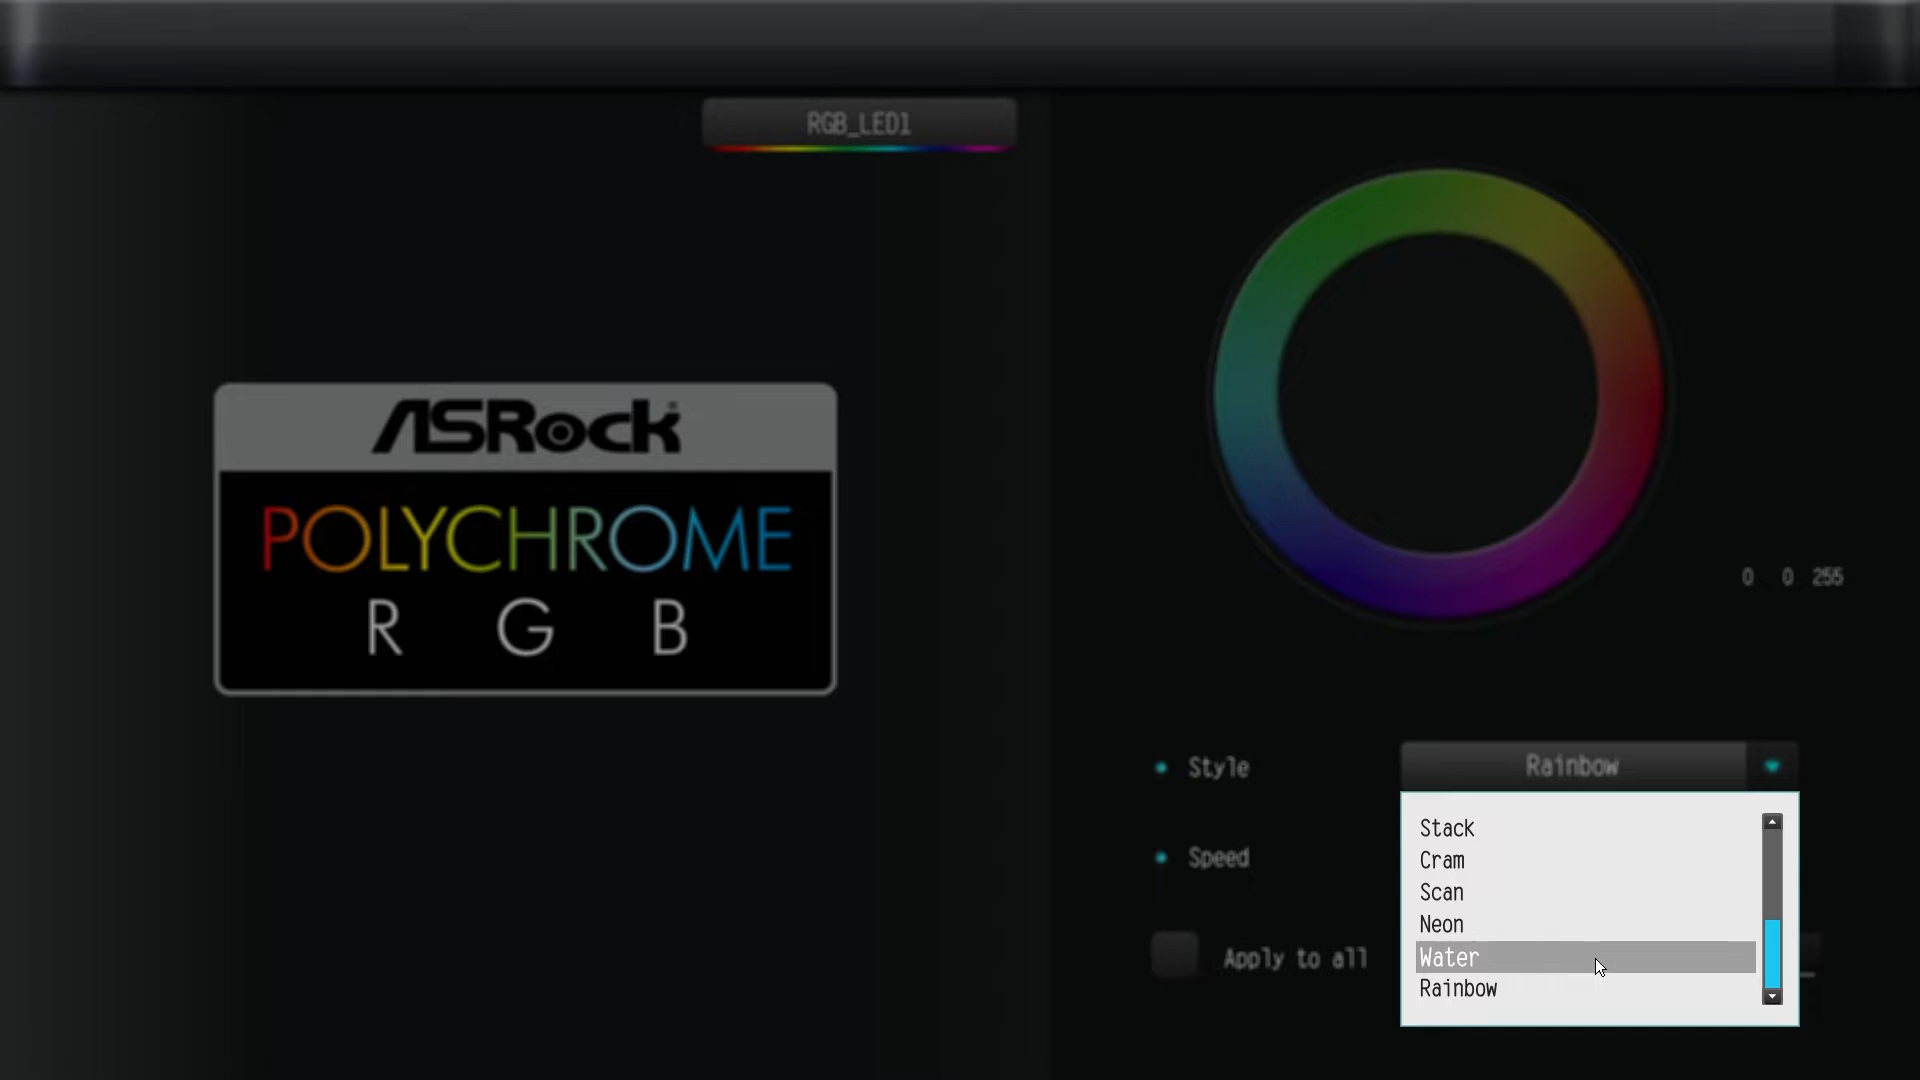 RGB_LED1
ASRock
POLYCHROME
R G B
0 0 255
Style
Rainbow
Speed
Apply to all
Stack
Cram
Scan
Neon
Water
Rainbow